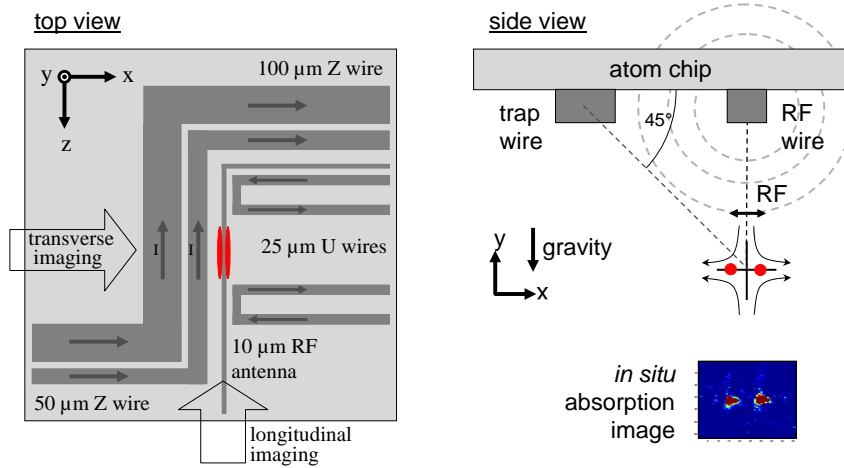 top view
100 µm Z wire
y
x
z
I
I
transverse
imaging
25 µm U wires
10 µm RF
antenna
50 µm Z wire
longitudinal
imaging
side view
atom chip
trap
wire
45°
RF
wire
RF
y
gravity
x
in situ
absorption
image